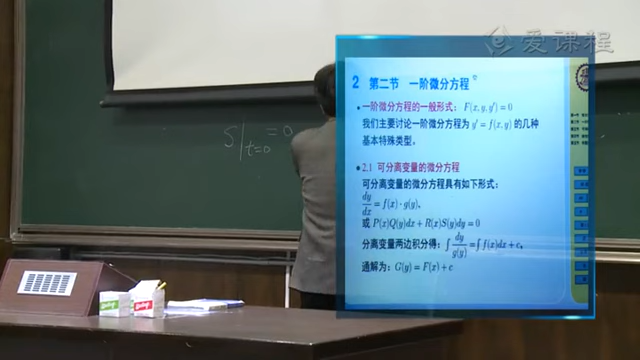 爱课程
S|t=0 =0
2 第二节 一阶微分方程
一阶微分方程的一般形式：F(x, y, y′) = 0
我们主要讨论一阶微分方程为 y′ = f(x, y) 的几种
基本特殊类型。
2.1 可分离变量的微分方程
可分离变量的微分方程具有如下形式：
dy/dx = f(x) · g(y),
或 P(x)Q(y)dx + R(x)S(y)dy = 0
分离变量两边积分得：∫ dy/g(y) = ∫ f(x)dx + c,
通解为：G(y) = F(x) + c